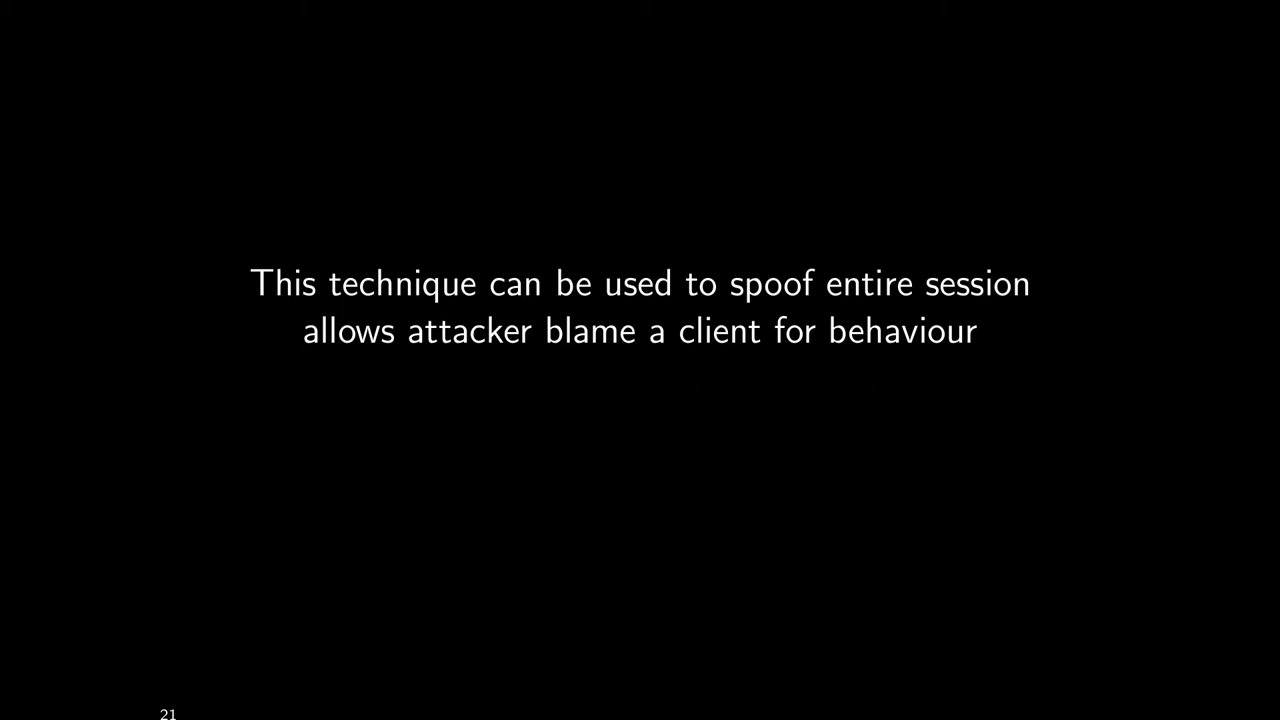 This technique can be used to spoof entire session
allows attacker blame a client for behaviour
21